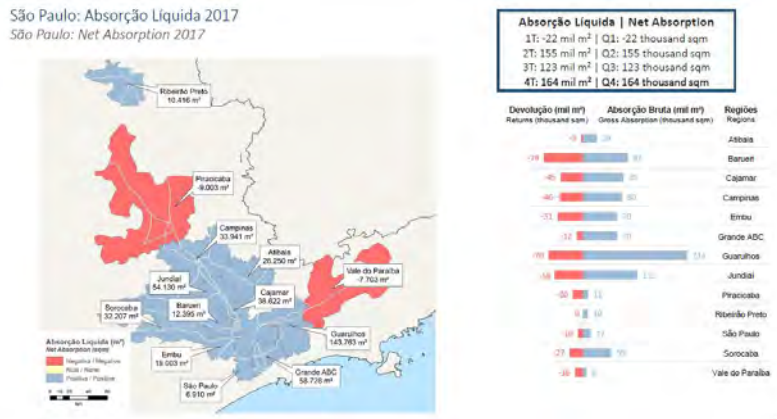 São Paulo: Absorção Líquida 2017
São Paulo: Net Absorption 2017
Ribeirão Preto
10.416 m²
Piracicaba
-9.003 m²
Campinas
33.941 m²
Atibaia
26.250 m²
Vale do Paraíba
-7.703 m²
Jundiaí
54.130 m²
Cajamar
38.822 m²
Barueri
12.395 m²
Sorocaba
32.207 m²
Guarulhos
143.763 m²
Embu
Grande ABC
58.728 m²
São Paulo
6.910 m²
Absorção Líquida (m²)
Net Absorption (sqm)
Negativa / Negative
Nula / None
Positiva / Positive
Absorção Líquida | Net Absorption
1T: -22 mil m² | Q1: -22 thousand sqm
2T: 155 mil m² | Q2: 155 thousand sqm
3T: 123 mil m² | Q3: 123 thousand sqm
4T: 164 mil m² | Q4: 164 thousand sqm
Devolução (mil m²) Absorção Bruta (mil m²) Regiões
Returns (thousand sqm) Gross Absorption (thousand sqm) Regions
Atibaia
Barueri
-45 Cajamar
Campinas
Embu
-12 Grande ABC
Guarulhos
Jundiaí
Piracicaba
Ribeirão Preto
São Paulo
-27 Sorocaba
Vale do Paraíba